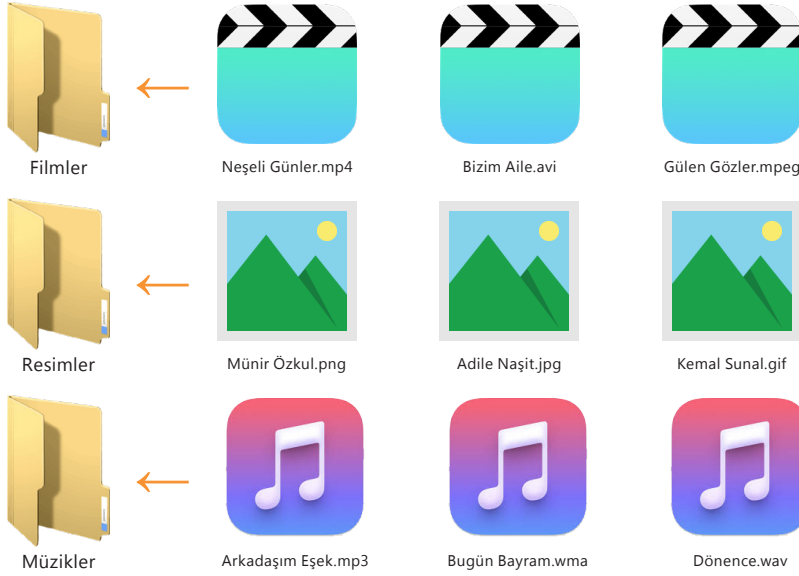 Filmler
Neşeli Günler.mp4
Bizim Aile.avi
Gülen Gözler.mpeg
Resimler
Münir Özkul.png
Adile Naşit.jpg
Kemal Sunal.gif
Müzikler
Arkadaşım Eşek.mp3
Bugün Bayram.wma
Dönence.wav